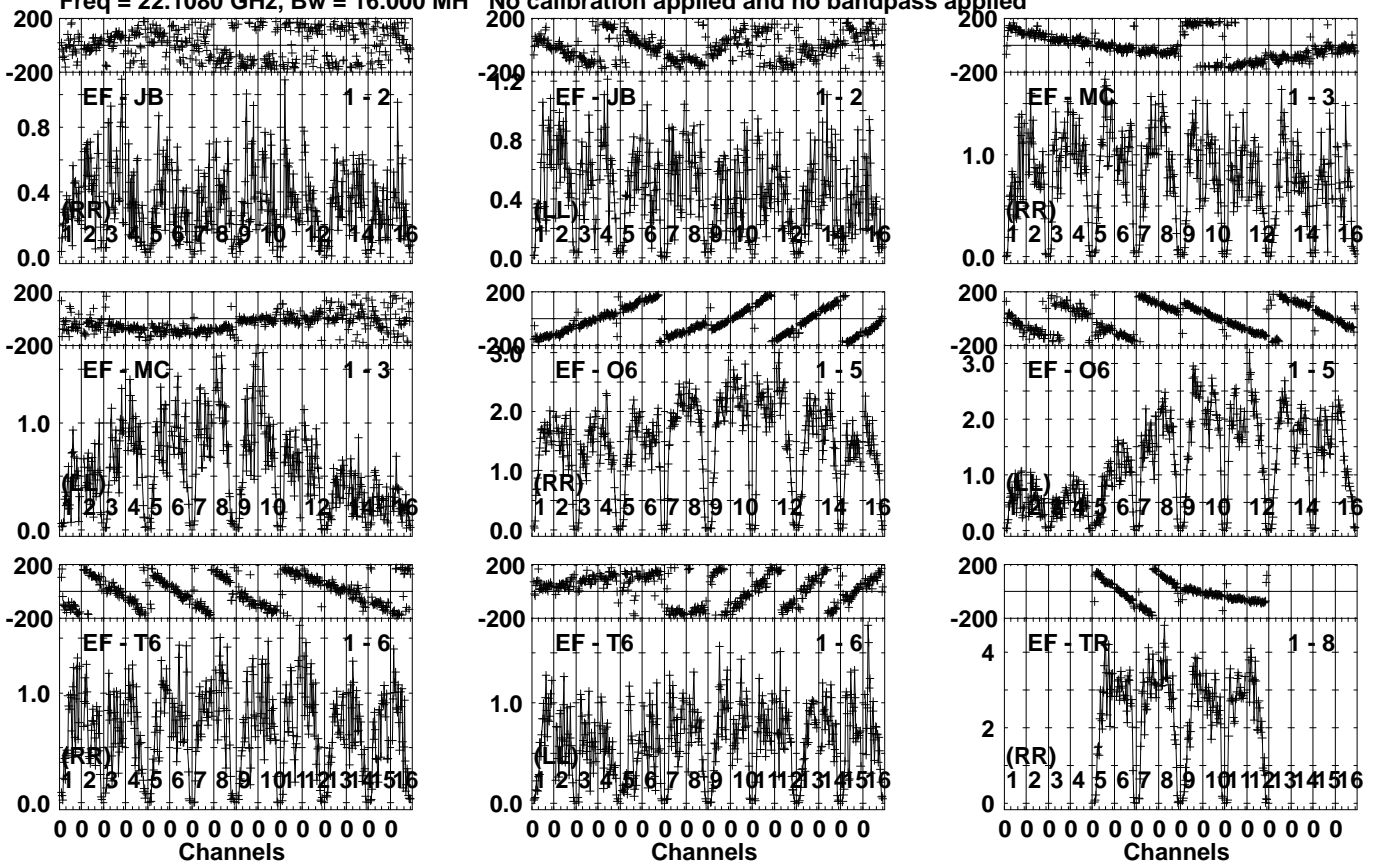 Freq = 22.1080 GHz, Bw = 16.000 MH No calibration applied and no bandpass applied
200 200 200
-200 -200 -200
EF - JB 1 - 2 1.2 EF - JB 1 - 2 EF - MC 1 - 3
0.8 0.8 1.0
0.4 0.4
(RR) (LL) (RR)
1 2 3 4 5 6 7 8 9 10 12 14 16 1 2 3 4 5 6 7 8 9 10 12 14 16 1 2 3 4 5 6 7 8 9 10 12 14 16
0.0 0.0 0.0
200 200 200
-200 -200 -200
EF - MC 1 - 3 3.0 EF - O6 1 - 5 3.0 EF - O6 1 - 5
1.0 2.0 2.0
1.0 1.0
(LL) (RR) (LL)
1 2 3 4 5 6 7 8 9 10 12 14 16 1 2 3 4 5 6 7 8 9 10 12 14 16 1 2 3 4 5 6 7 8 9 10 12 14 16
0.0 0.0 0.0
200 200 200
-200 -200 -200
EF - T6 1 - 6 EF - T6 1 - 6 EF - TR 1 - 8
1.0 1.0 4
2
(RR) (LL) (RR)
1 2 3 4 5 6 7 8 9 10 11 12 13 14 15 16 1 2 3 4 5 6 7 8 9 10 11 12 13 14 15 16 1 2 3 4 5 6 7 8 9 10 11 12 13 14 15 16
0.0 0.0 0
0 0 0 0 0 0 0 0 0 0 0 0 0 0 0 0 0 0 0 0 0 0 0 0 0 0 0 0 0 0 0 0 0 0 0 0 0 0 0 0 0 0 0 0 0 0 0 0
Channels Channels Channels